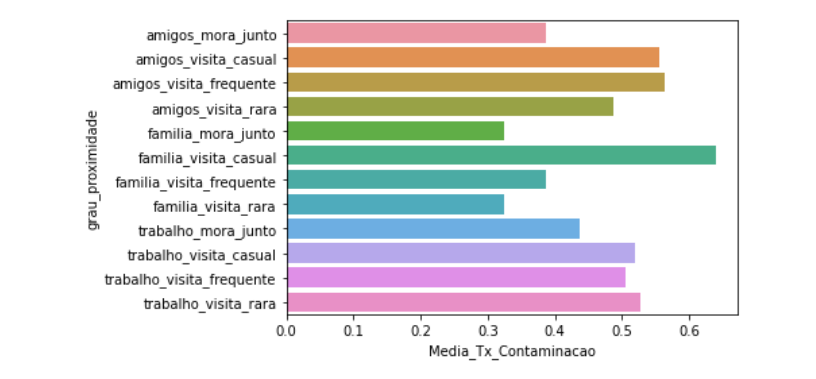 grau_proximidade
amigos_mora_junto
amigos_visita_casual
amigos_visita_frequente
amigos_visita_rara
familia_mora_junto
familia_visita_casual
familia_visita_frequente
familia_visita_rara
trabalho_mora_junto
trabalho_visita_casual
trabalho_visita_frequente
trabalho_visita_rara
0.0 0.1 0.2 0.3 0.4 0.5 0.6
Media_Tx_Contaminacao